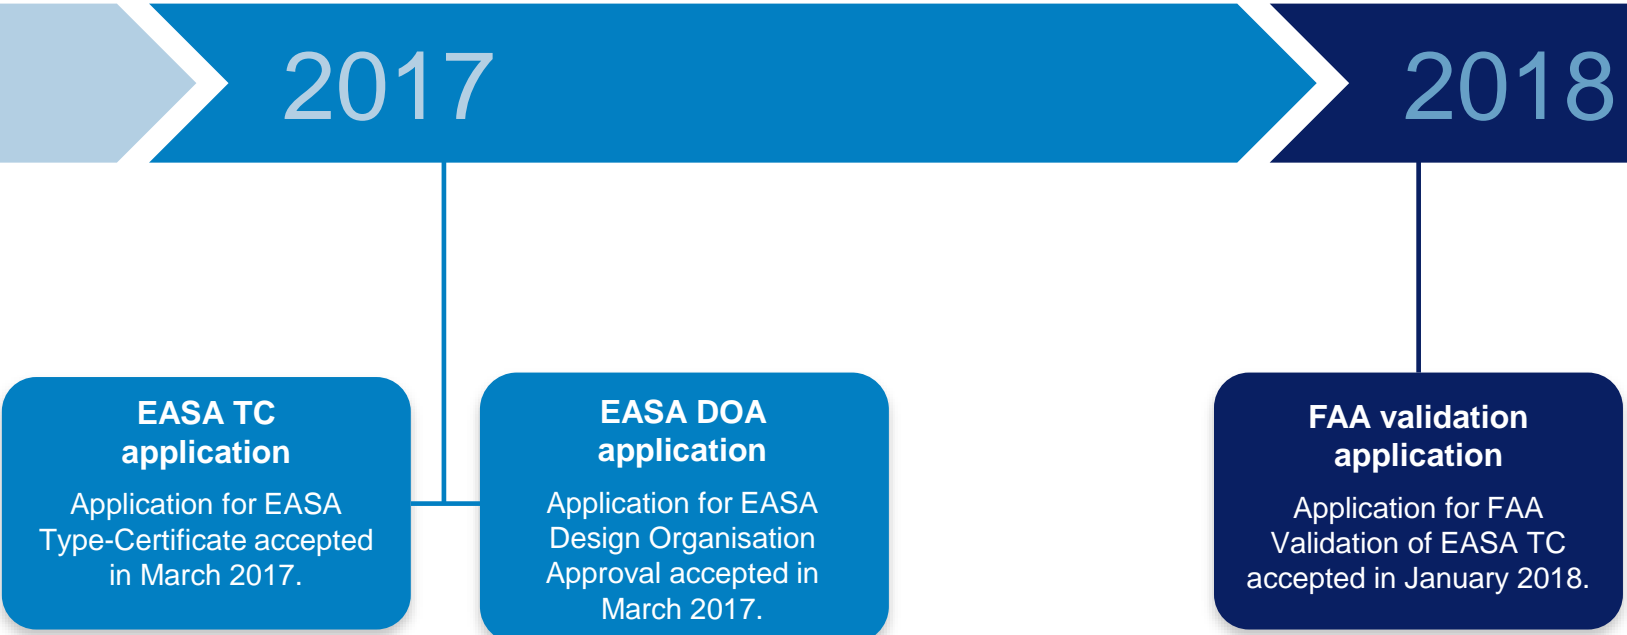 2017
2018
EASA TC
application
Application for EASA
Type-Certificate accepted
in March 2017.
EASA DOA
application
Application for EASA
Design Organisation
Approval accepted in
March 2017.
FAA validation
application
Application for FAA
Validation of EASA TC
accepted in January 2018.